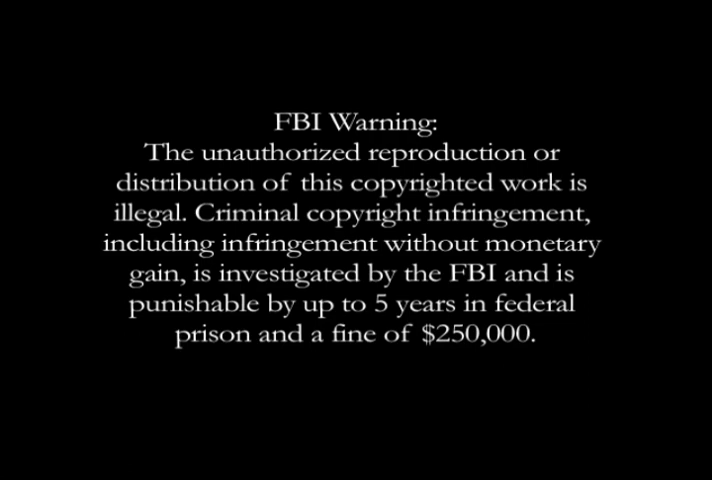 FBI Warning:
The unauthorized reproduction or
distribution of this copyrighted work is
illegal. Criminal copyright infringement,
including infringement without monetary
gain, is investigated by the FBI and is
punishable by up to 5 years in federal
prison and a fine of $250,000.